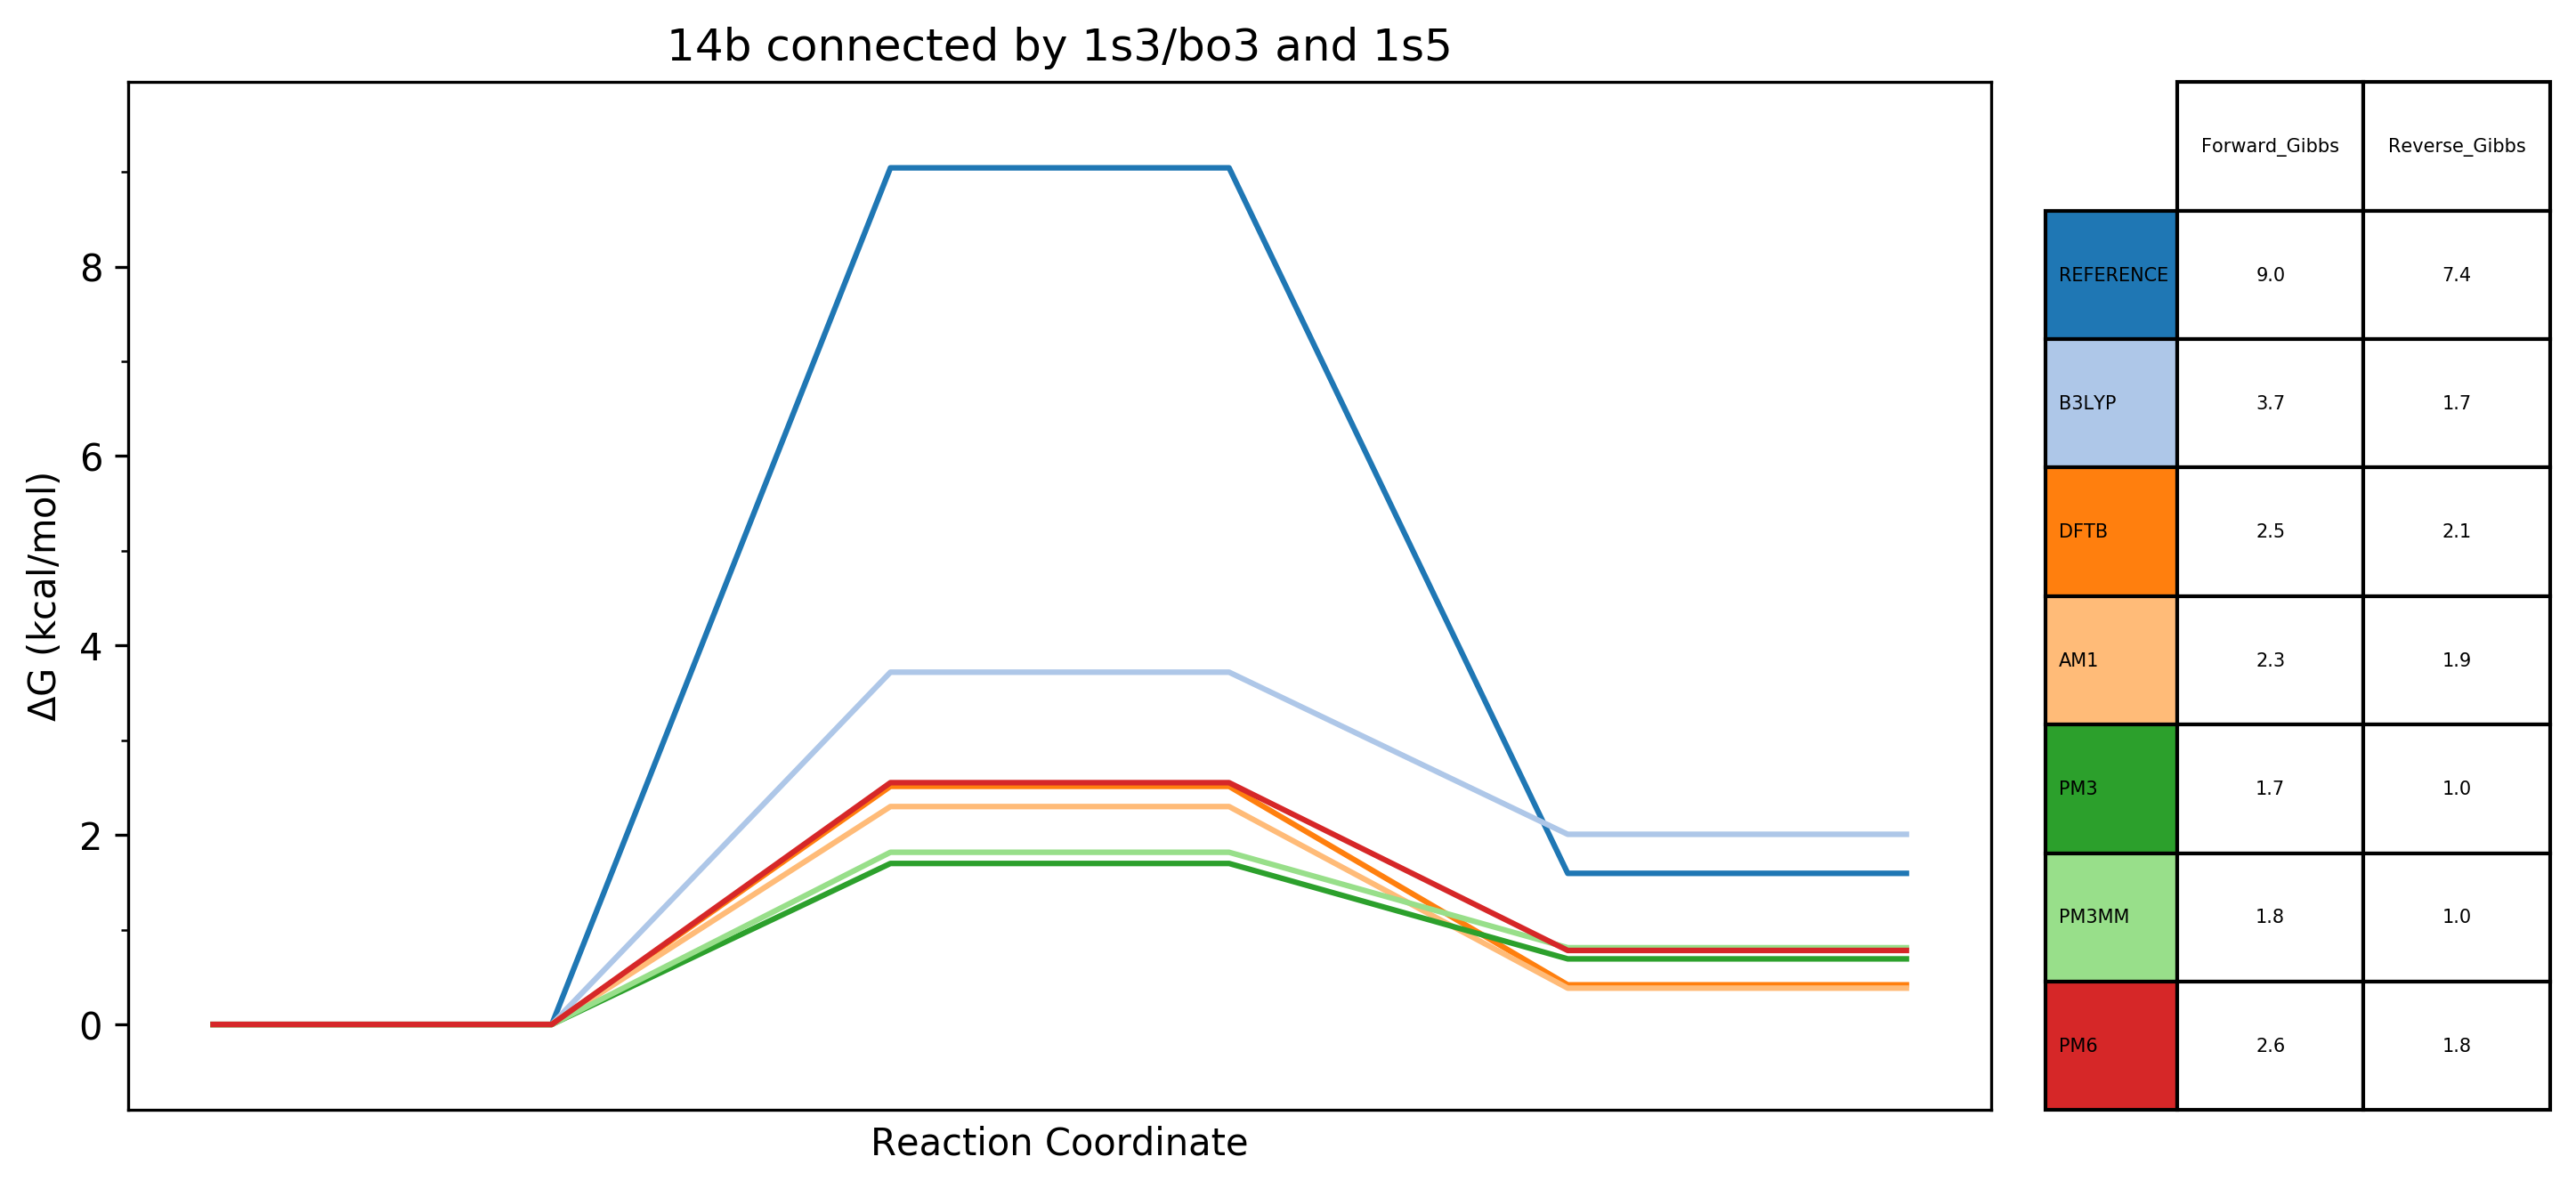 14b connected by 1s3/bo3 and 1s5
ΔG (kcal/mol)
8
6
4
2
0
Reaction Coordinate
Forward_Gibbs Reverse_Gibbs
REFERENCE 9.0 7.4
B3LYP 3.7 1.7
DFTB 2.5 2.1
AM1 2.3 1.9
PM3 1.7 1.0
PM3MM 1.8 1.0
PM6 2.6 1.8